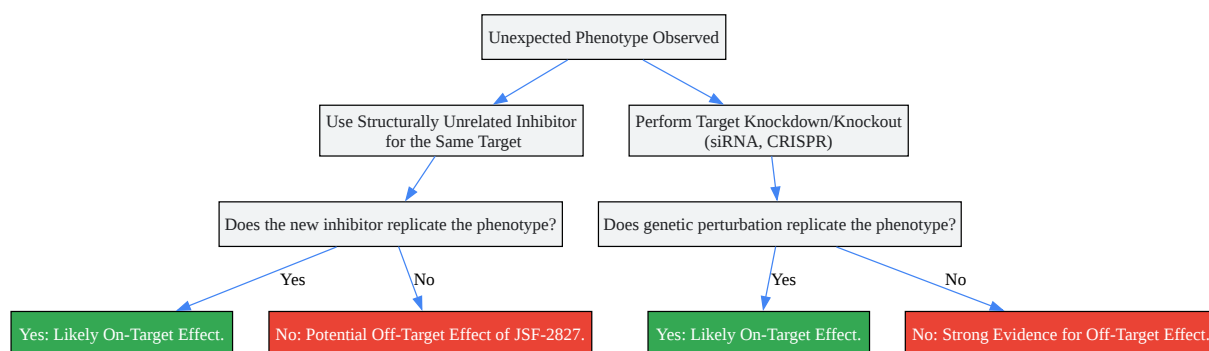 Unexpected Phenotype Observed
Use Structurally Unrelated Inhibitor
for the Same Target
Perform Target Knockdown/Knockout
(siRNA, CRISPR)
Does the new inhibitor replicate the phenotype?
Does genetic perturbation replicate the phenotype?
Yes
No
Yes
No
Yes: Likely On-Target Effect.
No: Potential Off-Target Effect of JSF-2827.
Yes: Likely On-Target Effect.
No: Strong Evidence for Off-Target Effect.